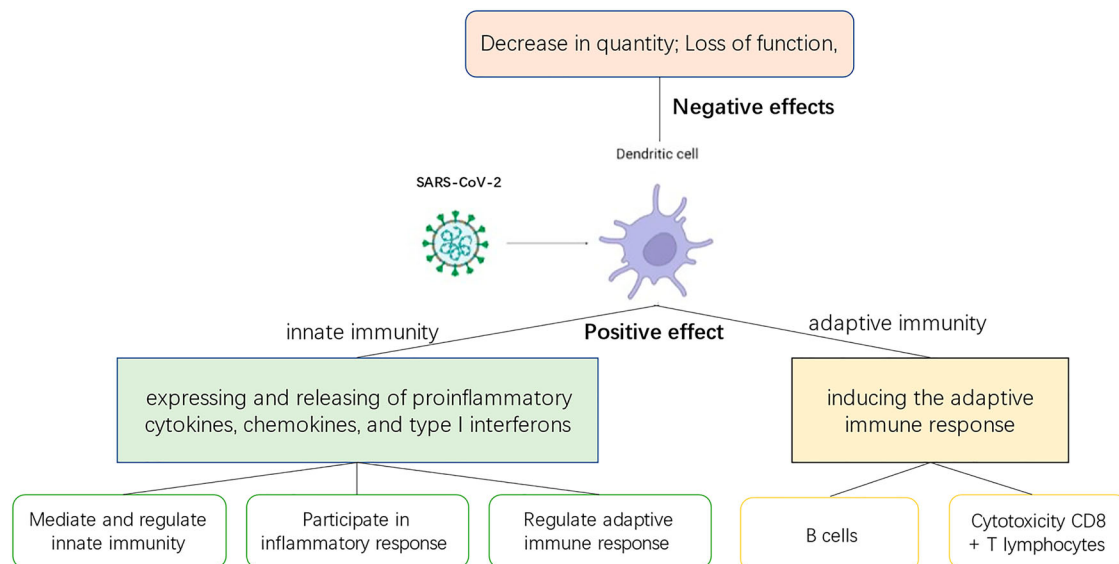 Decrease in quantity; Loss of function,
Negative effects
Dendritic cell
SARS-CoV-2
innate immunity
Positive effect
adaptive immunity
expressing and releasing of proinflammatory
cytokines, chemokines, and type I interferons
inducing the adaptive
immune response
Mediate and regulate
innate immunity
Participate in
inflammatory response
Regulate adaptive
immune response
B cells
Cytotoxicity CD8
+ T lymphocytes